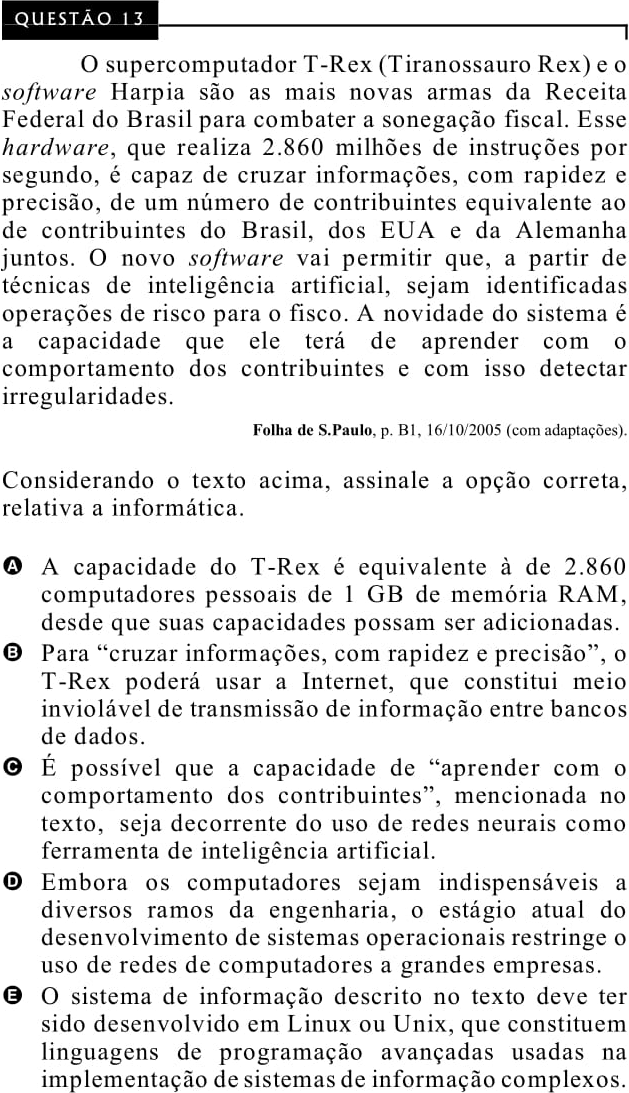 QUESTÃO 13
O supercomputador T-Rex (Tiranossauro Rex) e o
software Harpia são as mais novas armas da Receita
Federal do Brasil para combater a sonegação fiscal. Esse
hardware, que realiza 2.860 milhões de instruções por
segundo, é capaz de cruzar informações, com rapidez e
precisão, de um número de contribuintes equivalente ao
de contribuintes do Brasil, dos EUA e da Alemanha
juntos. O novo software vai permitir que, a partir de
técnicas de inteligência artificial, sejam identificadas
operações de risco para o fisco. A novidade do sistema é
a capacidade que ele terá de aprender com o
comportamento dos contribuintes e com isso detectar
irregularidades.
Folha de S.Paulo, p. B1, 16/10/2005 (com adaptações).
Considerando o texto acima, assinale a opção correta,
relativa a informática.
A A capacidade do T-Rex é equivalente à de 2.860
computadores pessoais de 1 GB de memória RAM,
desde que suas capacidades possam ser adicionadas.
B Para “cruzar informações, com rapidez e precisão”, o
T-Rex poderá usar a Internet, que constitui meio
inviolável de transmissão de informação entre bancos
de dados.
C É possível que a capacidade de “aprender com o
comportamento dos contribuintes”, mencionada no
texto, seja decorrente do uso de redes neurais como
ferramenta de inteligência artificial.
D Embora os computadores sejam indispensáveis a
diversos ramos da engenharia, o estágio atual do
desenvolvimento de sistemas operacionais restringe o
uso de redes de computadores a grandes empresas.
E O sistema de informação descrito no texto deve ter
sido desenvolvido em Linux ou Unix, que constituem
linguagens de programação avançadas usadas na
implementação de sistemas de informação complexos.